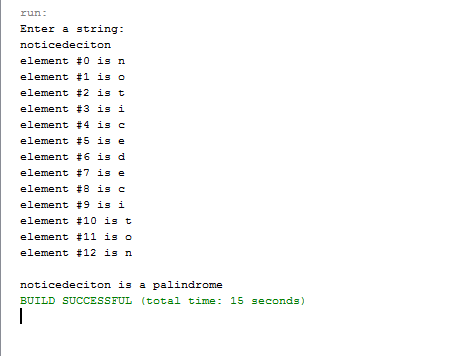 run:
Enter a string:
noticedeciton
element #0 is n
element #1 is o
element #2 is t
element #3 is i
element #4 is c
element #5 is e
element #6 is d
element #7 is e
element #8 is c
element #9 is i
element #10 is t
element #11 is o
element #12 is n
noticedeciton is a palindrome
BUILD SUCCESSFUL (total time: 15 seconds)